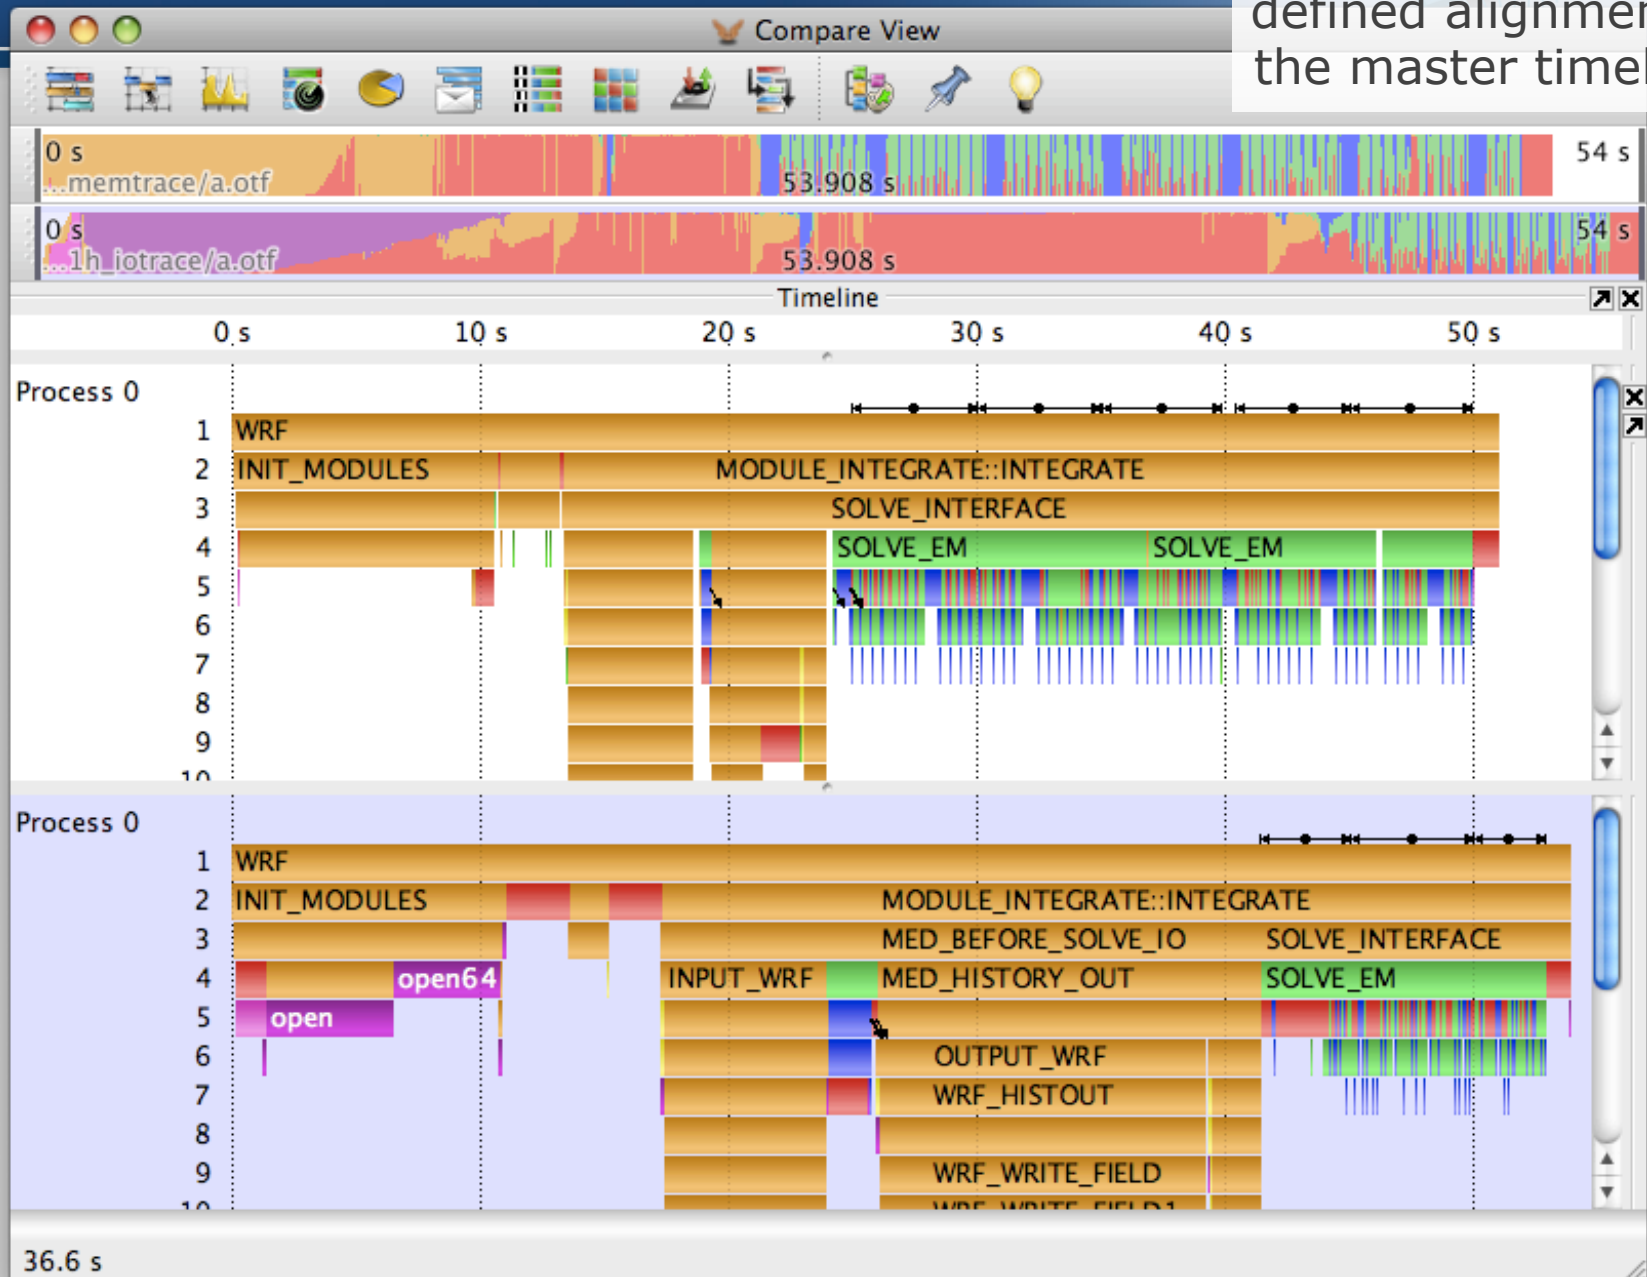 defined alignmen
the master timel
Compare View
0 s
54 s
...memtrace/a.otf
53.908 s
0 s
54 s
...1h_iotrace/a.otf
53.908 s
Timeline
0 s 10 s 20 s 30 s 40 s 50 s
Process 0
1 WRF
2 INIT_MODULES MODULE_INTEGRATE::INTEGRATE
3 SOLVE_INTERFACE
4 SOLVE_EM SOLVE_EM
5
6
7
8
9
10
Process 0
1 WRF
2 INIT_MODULES MODULE_INTEGRATE::INTEGRATE
3 MED_BEFORE_SOLVE_IO SOLVE_INTERFACE
4 open64 INPUT_WRF MED_HISTORY_OUT SOLVE_EM
5 open
6 OUTPUT_WRF
7 WRF_HISTOUT
8
9 WRF_WRITE_FIELD
10 WRF_WRITE_FIELD1
36.6 s